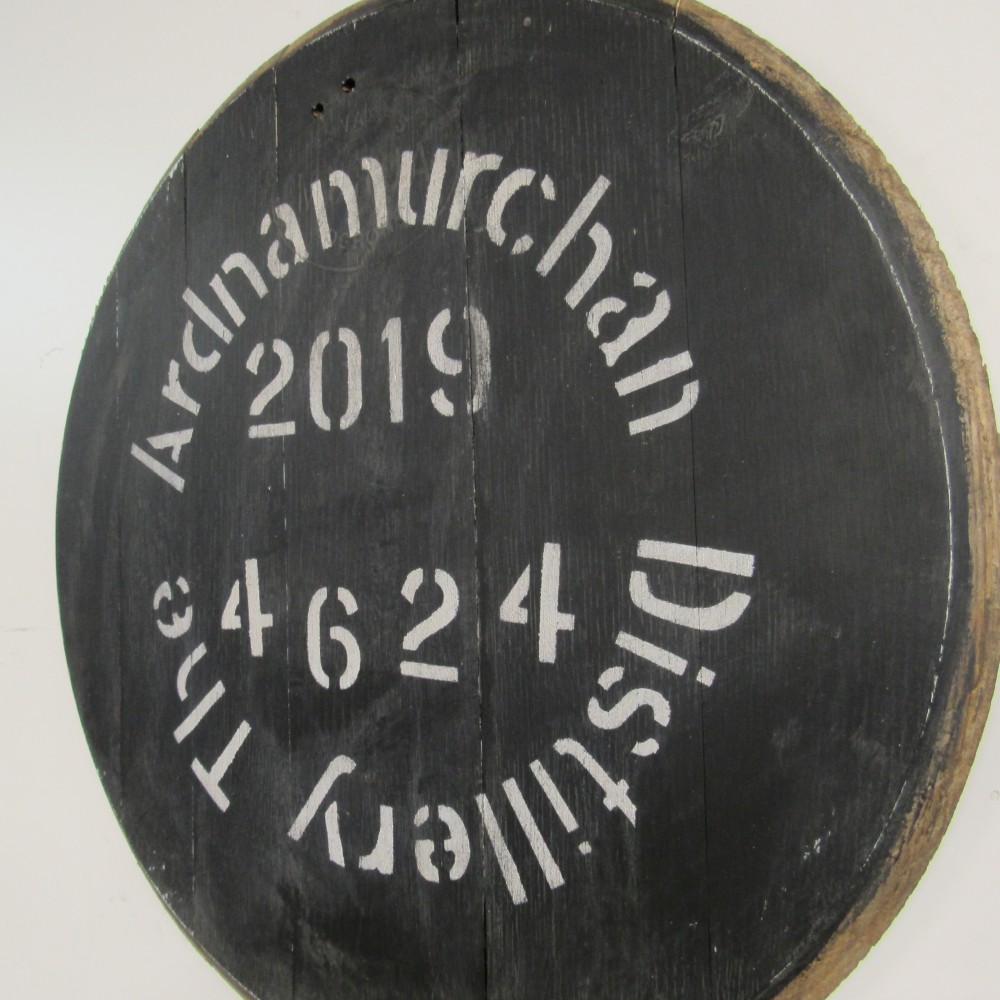 The Ardnamurchan Distillery
2019
4624